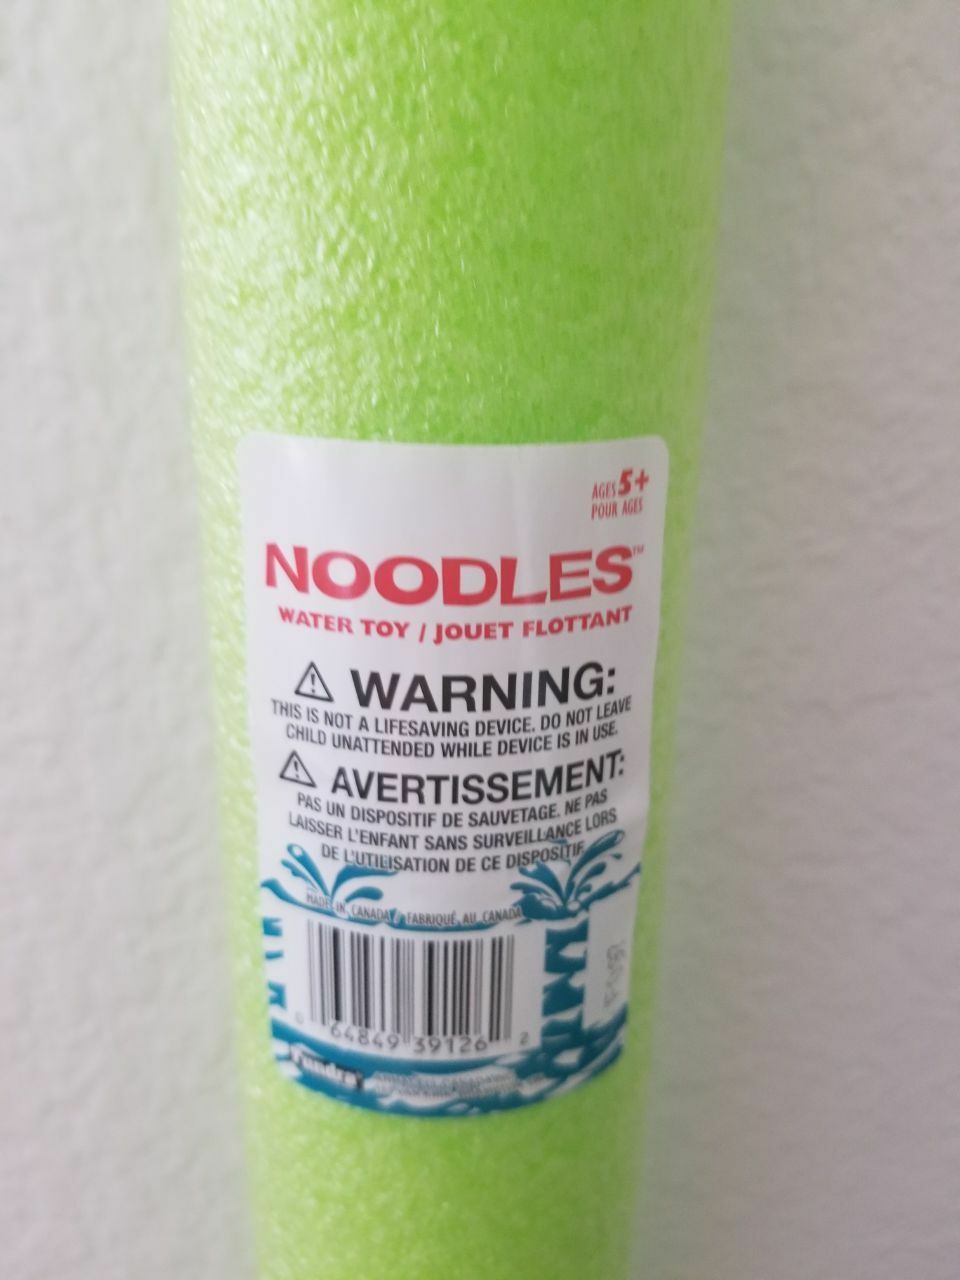 AGES 5+
POUR AGES
NOODLES™
WATER TOY / JOUET FLOTTANT
⚠ WARNING:
THIS IS NOT A LIFESAVING DEVICE. DO NOT LEAVE
CHILD UNATTENDED WHILE DEVICE IS IN USE.
⚠ AVERTISSEMENT:
PAS UN DISPOSITIF DE SAUVETAGE. NE PAS
LAISSER L'ENFANT SANS SURVEILLANCE LORS
DE L'UTILISATION DE CE DISPOSITIF.
MADE IN CANADA / FABRIQUÉ AU CANADA
0 64849 39126 2